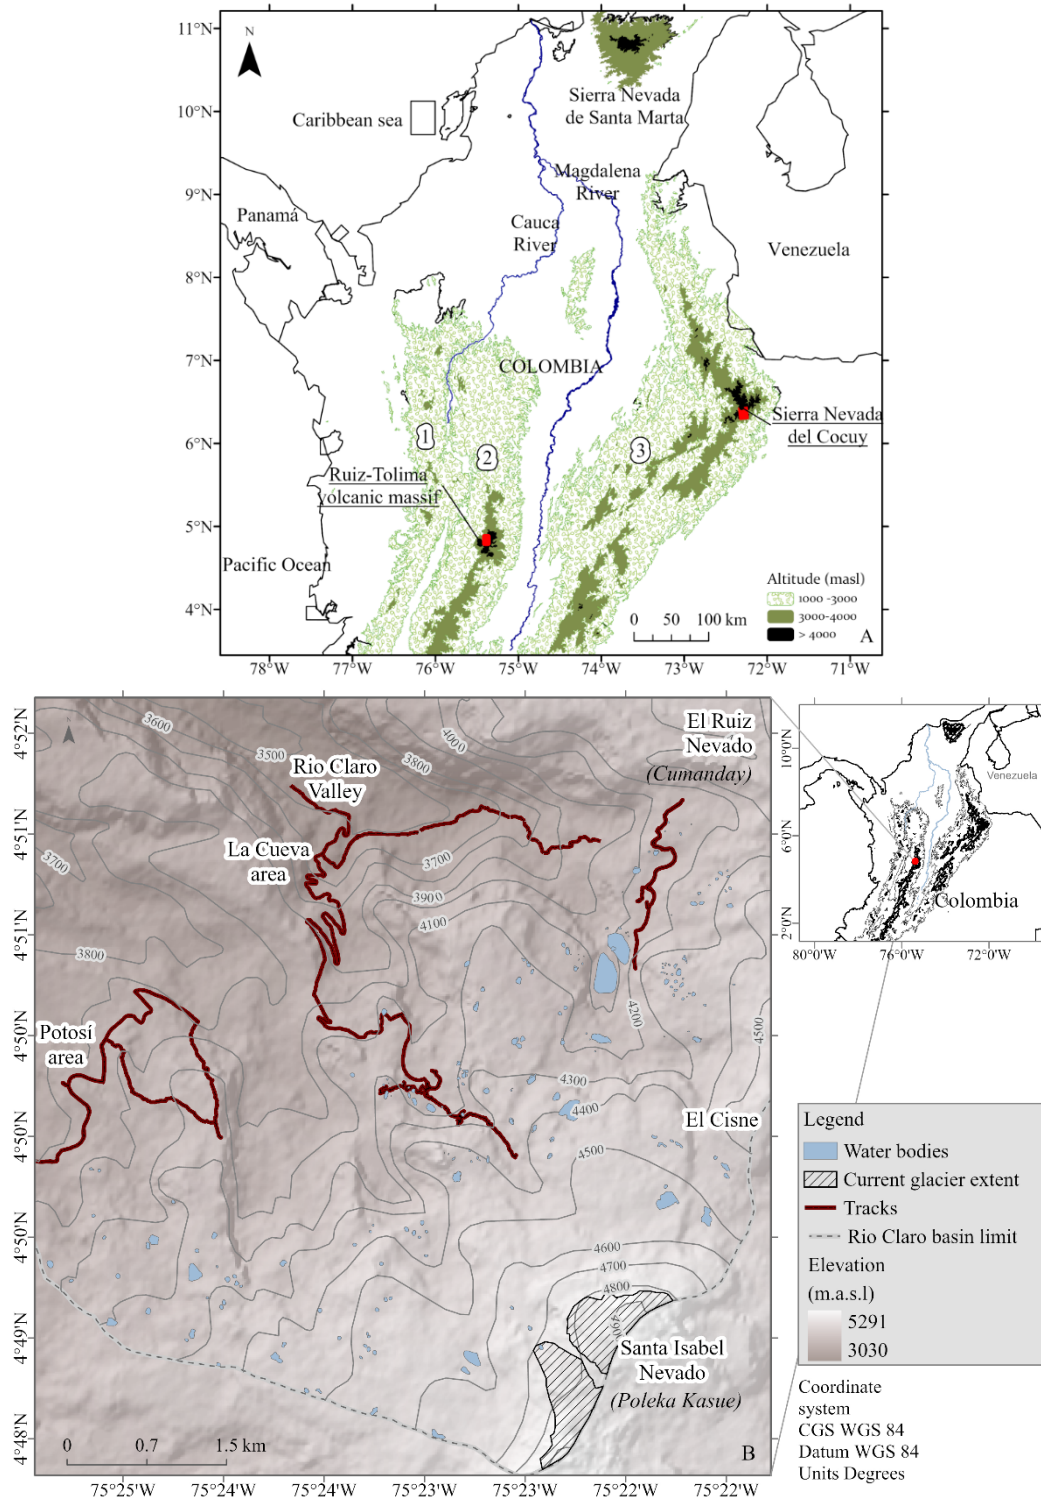 11°N
10°N
9°N
8°N
7°N
6°N
5°N
4°N
N
Caribbean sea
Sierra Nevada
de Santa Marta
Magdalena
River
Panamá
Cauca
River
Venezuela
COLOMBIA
1
2
3
Sierra Nevada
del Cocuy
Ruiz-Tolima
volcanic massif
Pacific Ocean
Altitude (masl)
1000 -3000
3000-4000
> 4000
0 50 100 km
A
78°W 77°W 76°W 75°W 74°W 73°W 72°W 71°W
4°52'N
4°51'N
4°51'N
4°50'N
4°50'N
4°50'N
4°49'N
4°48'N
N
3600
3500
4000
3800
El Ruiz
Nevado
(Cumanday)
Rio Claro
Valley
La Cueva
area
3700
3700
3900
4100
3800
4200
4500
Potosí
area
4300
4400
El Cisne
4500
4600
4700
4800
Santa Isabel
Nevado
(Poleka Kasue)
0 0.7 1.5 km
B
75°25'W 75°24'W 75°24'W 75°23'W 75°23'W 75°22'W 75°22'W
10°0'N
6°0'N
2°0'N
Venezuela
Colombia
80°0'W 76°0'W 72°0'W
Legend
Water bodies
Current glacier extent
Tracks
Rio Claro basin limit
Elevation
(m.a.s.l)
5291
3030
Coordinate
system
CGS WGS 84
Datum WGS 84
Units Degrees